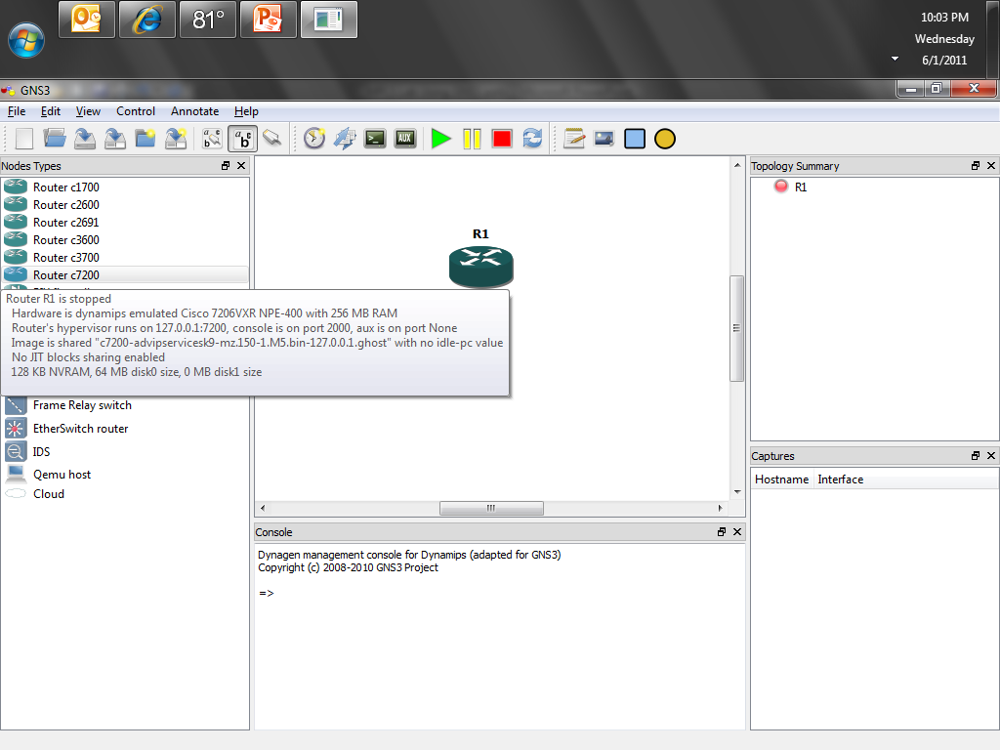 81°
10:03 PM
Wednesday
6/1/2011
GNS3
File Edit View Control Annotate Help
AUX
Nodes Types
Router c1700
Router c2600
Router c2691
Router c3600
Router c3700
Router c7200
R1
Router R1 is stopped
Hardware is dynamips emulated Cisco 7206VXR NPE-400 with 256 MB RAM
Router's hypervisor runs on 127.0.0.1:7200, console is on port 2000, aux is on port None
Image is shared "c7200-advipservicesk9-mz.150-1.M5.bin-127.0.0.1.ghost" with no idle-pc value
No JIT blocks sharing enabled
128 KB NVRAM, 64 MB disk0 size, 0 MB disk1 size
Frame Relay switch
EtherSwitch router
IDS
Qemu host
Cloud
Console
Dynagen management console for Dynamips (adapted for GNS3)
Copyright (c) 2008-2010 GNS3 Project
=>
Topology Summary
R1
Captures
Hostname Interface